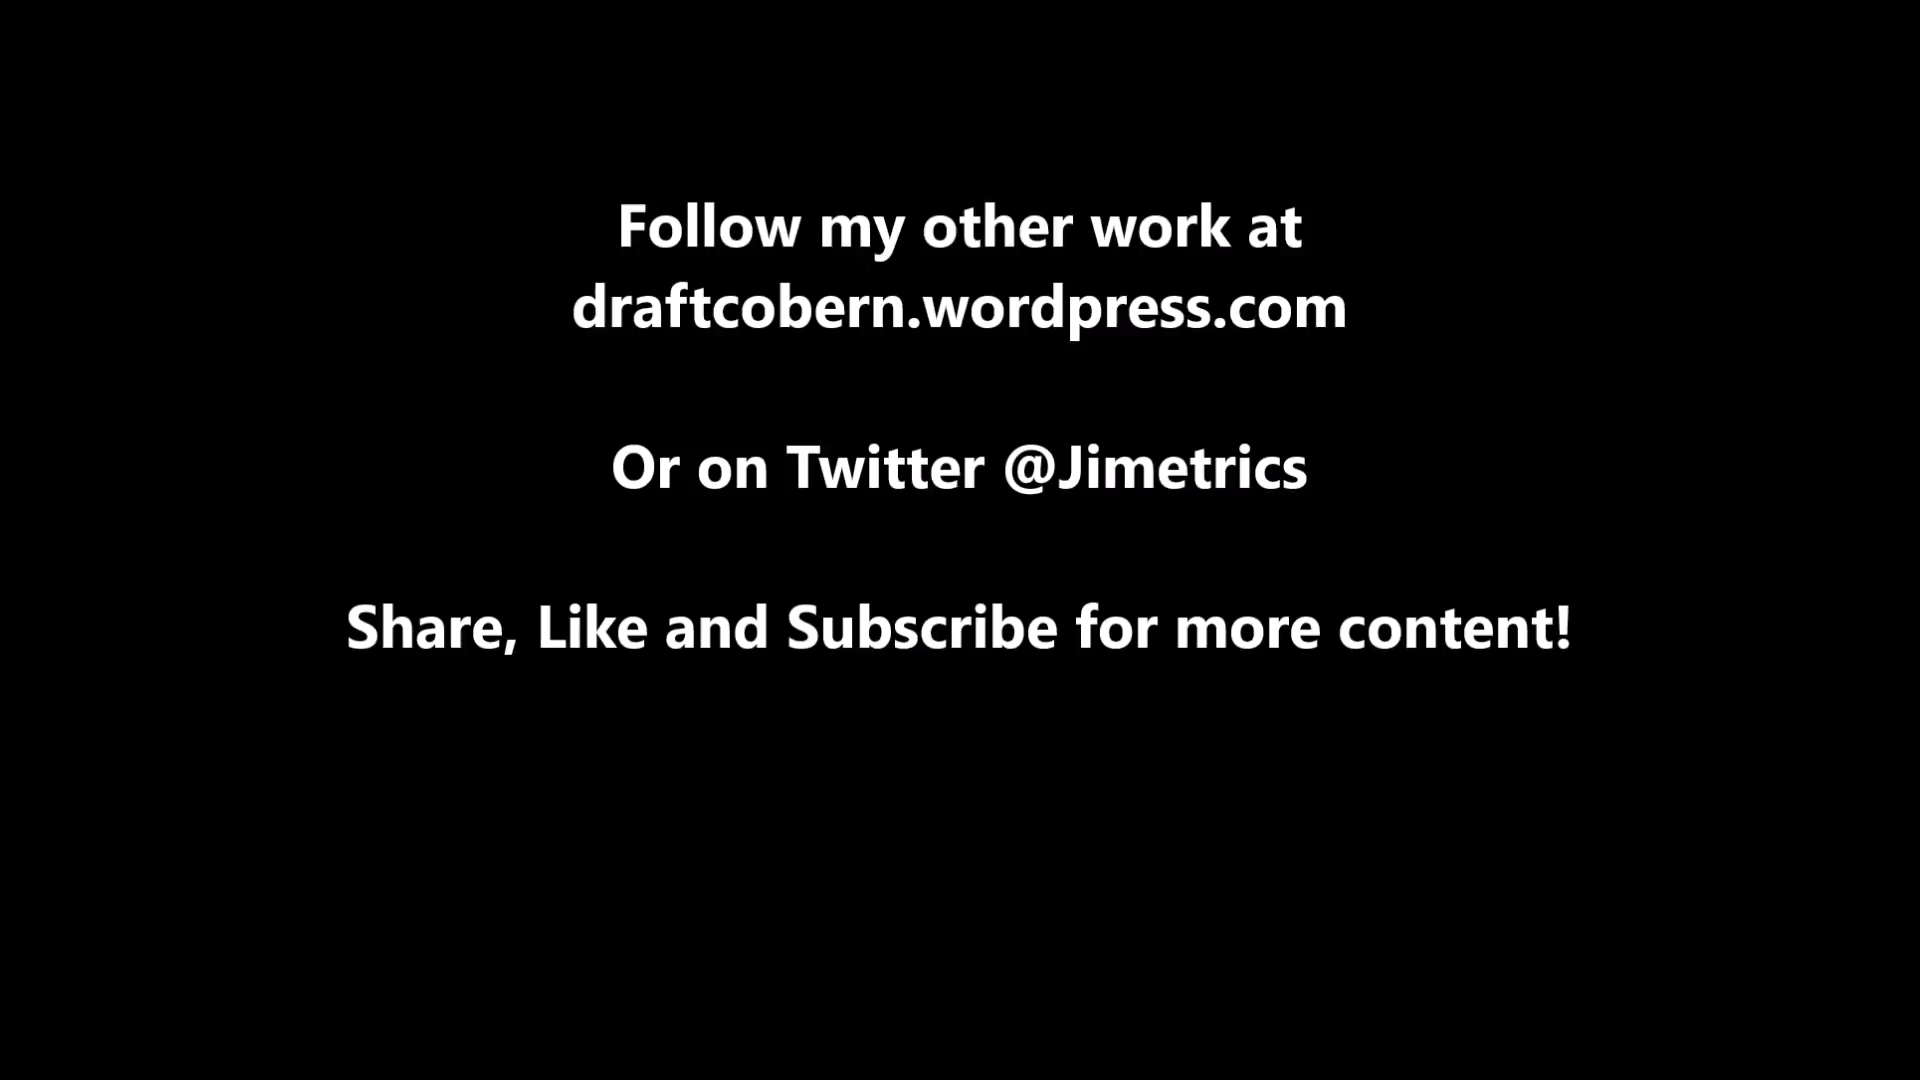 Follow my other work at
draftcobern.wordpress.com
Or on Twitter @Jimetrics
Share, Like and Subscribe for more content!